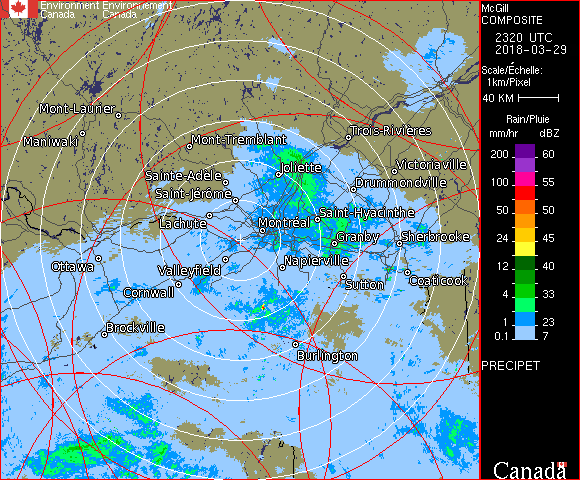 Environment Environnement
Canada Canada
Mont-Laurier
Maniwaki
Mont-Tremblant
Trois-Rivières
Sainte-Adèle
Joliette
Victoriaville
Saint-Jérôme
Drummondville
Lachute
Montréal
Saint-Hyacinthe
Granby
Sherbrooke
Ottawa
Valleyfield
Napierville
Cornwall
Sutton
Coaticook
Brockville
Burlington
McGill
COMPOSITE
2320 UTC
2018-03-29
Scale/Échelle:
1km/Pixel
40 KM
Rain/Pluie
mm/hr dBZ
200 60
100 55
50 50
24 45
12 40
4 33
1 23
0.1 7
PRECIPET
Canada